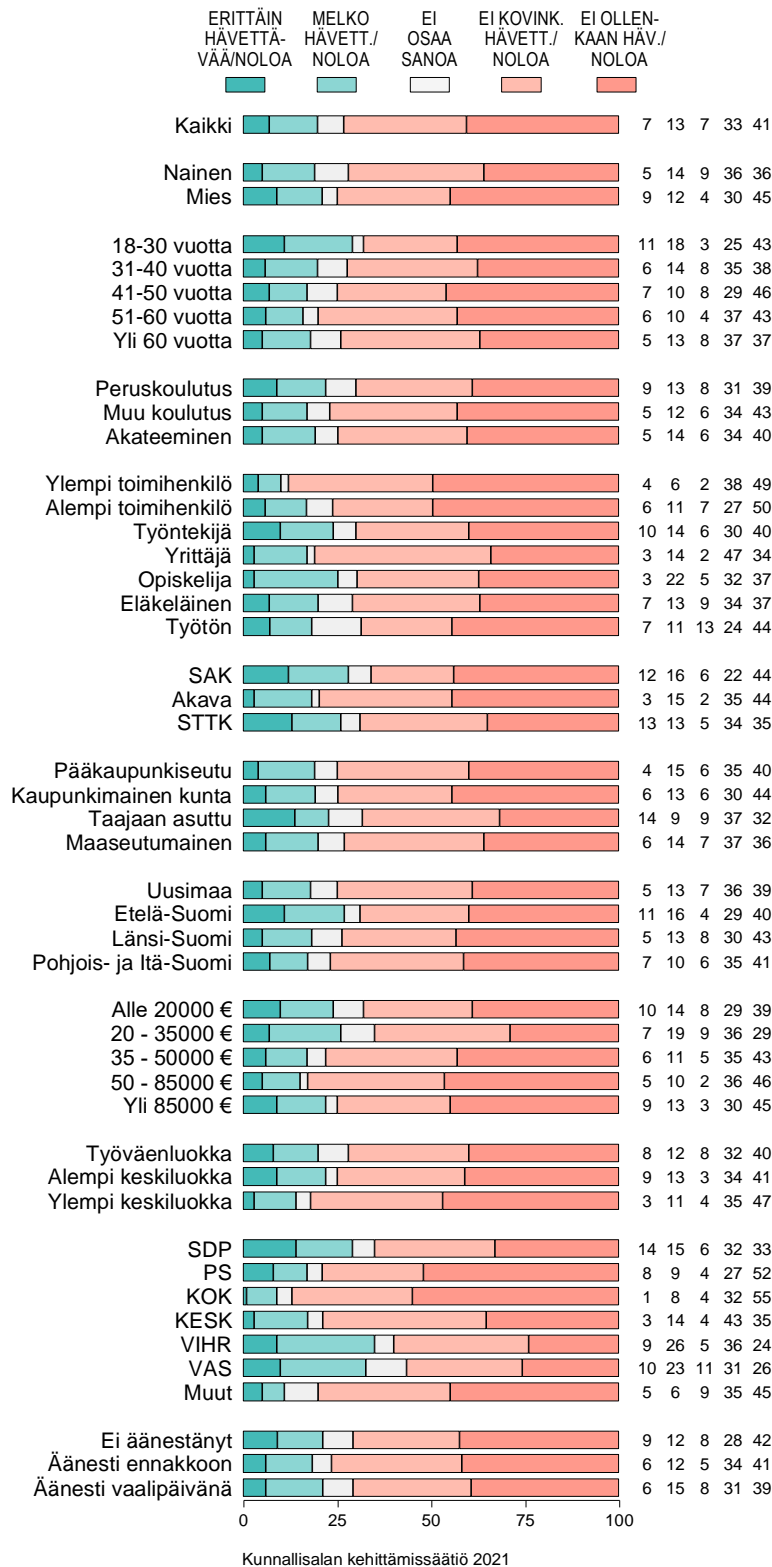 ERITTÄIN MELKO EI EI KOVINK. EI OLLEN-
HÄVETTÄ- HÄVETT./ OSAA HÄVETT./ KAAN HÄV./
VÄÄ/NOLOA NOLOA SANOA NOLOA NOLOA
Kaikki 7 13 7 33 41
Nainen 5 14 9 36 36
Mies 9 12 4 30 45
18-30 vuotta 11 18 3 25 43
31-40 vuotta 6 14 8 35 38
41-50 vuotta 7 10 8 29 46
51-60 vuotta 6 10 4 37 43
Yli 60 vuotta 5 13 8 37 37
Peruskoulutus 9 13 8 31 39
Muu koulutus 5 12 6 34 43
Akateeminen 5 14 6 34 40
Ylempi toimihenkilö 4 6 2 38 49
Alempi toimihenkilö 6 11 7 27 50
Työntekijä 10 14 6 30 40
Yrittäjä 3 14 2 47 34
Opiskelija 3 22 5 32 37
Eläkeläinen 7 13 9 34 37
Työtön 7 11 13 24 44
SAK 12 16 6 22 44
Akava 3 15 2 35 44
STTK 13 13 5 34 35
Pääkaupunkiseutu 4 15 6 35 40
Kaupunkimainen kunta 6 13 6 30 44
Taajaan asuttu 14 9 9 37 32
Maaseutumainen 6 14 7 37 36
Uusimaa 5 13 7 36 39
Etelä-Suomi 11 16 4 29 40
Länsi-Suomi 5 13 8 30 43
Pohjois- ja Itä-Suomi 7 10 6 35 41
Alle 20000 € 10 14 8 29 39
20 - 35000 € 7 19 9 36 29
35 - 50000 € 6 11 5 35 43
50 - 85000 € 5 10 2 36 46
Yli 85000 € 9 13 3 30 45
Työväenluokka 8 12 8 32 40
Alempi keskiluokka 9 13 3 34 41
Ylempi keskiluokka 3 11 4 35 47
SDP 14 15 6 32 33
PS 8 9 4 27 52
KOK 1 8 4 32 55
KESK 3 14 4 43 35
VIHR 9 26 5 36 24
VAS 10 23 11 31 26
Muut 5 6 9 35 45
Ei äänestänyt 9 12 8 28 42
Äänesti ennakkoon 6 12 5 34 41
Äänesti vaalipäivänä 6 15 8 31 39
0 25 50 75 100
Kunnallisalan kehittämissäätiö 2021